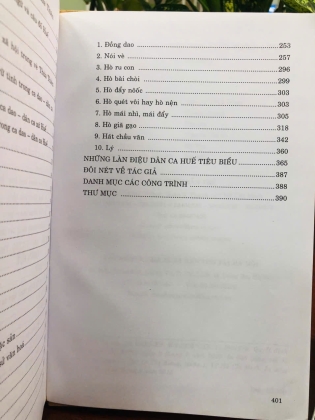 1. Đồng dao 253
2. Nói vè 257
3. Hò ru con 296
4. Hò bài chòi 299
5. Hò đẩy nốốc 303
6. Hò quét vôi hay hò nện 303
7. Hò mái nhì, mái đẩy 305
8. Hò giã gạo 318
9. Hát chầu văn 342
10. Lý 360
NHỮNG LÀN ĐIỆU DÂN CA HUẾ TIÊU BIỂU 365
ĐÔI NÉT VỀ TÁC GIẢ 387
DANH MỤC CÁC CÔNG TRÌNH 388
THƯ MỤC 390
401